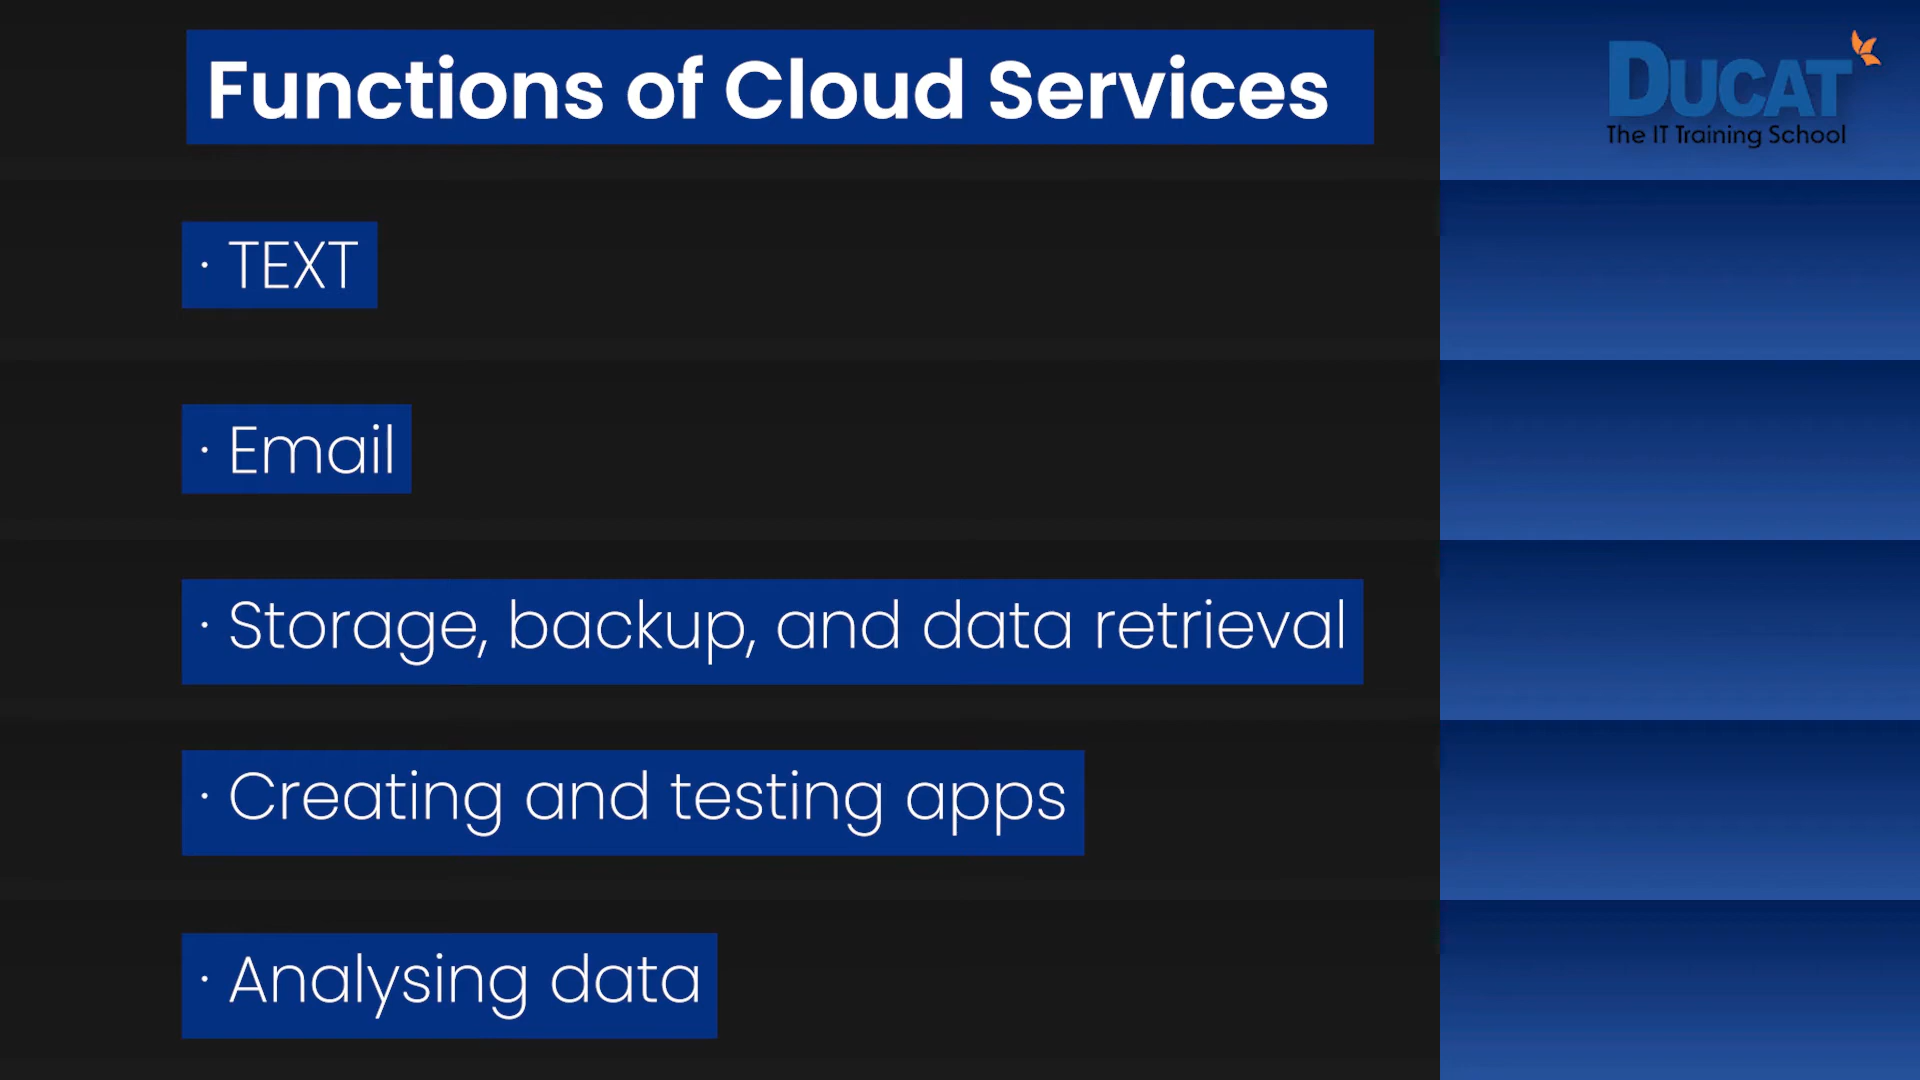 Functions of Cloud Services
DUCAT
The IT Training School
· TEXT
· Email
· Storage, backup, and data retrieval
· Creating and testing apps
· Analysing data